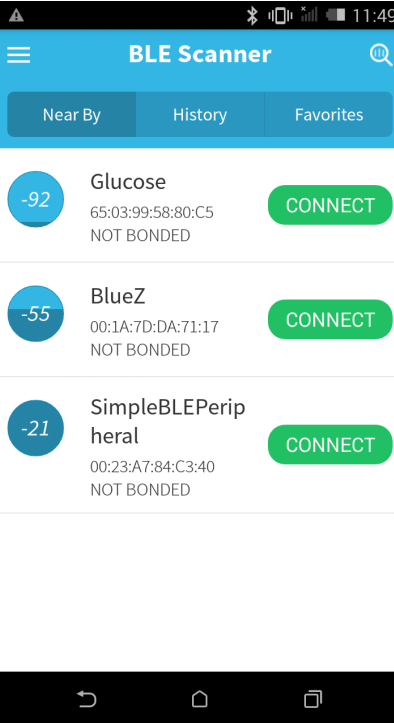 11:49
BLE Scanner
Near By
History
Favorites
-92
Glucose
65:03:99:58:80:C5
NOT BONDED
CONNECT
-55
BlueZ
00:1A:7D:DA:71:17
NOT BONDED
CONNECT
-21
SimpleBLEPerip
heral
00:23:A7:84:C3:40
NOT BONDED
CONNECT